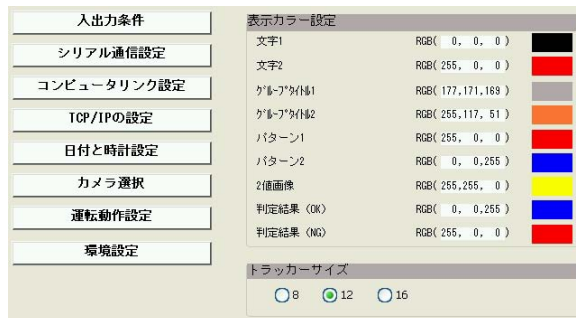 入出力条件
シリアル通信設定
コンピュータリンク設定
TCP/IPの設定
日付と時計設定
カメラ選択
運転動作設定
環境設定
表示カラー設定
文字1 RGB( 0, 0, 0 )
文字2 RGB( 255, 0, 0 )
ｸﾞﾙｰﾌﾟﾀｲﾄﾙ1 RGB( 177,171,169 )
ｸﾞﾙｰﾌﾟﾀｲﾄﾙ2 RGB( 255,117, 51 )
パターン1 RGB( 255, 0, 0 )
パターン2 RGB( 0, 0,255 )
2値画像 RGB( 255,255, 0 )
判定結果 (OK) RGB( 0, 0,255 )
判定結果 (NG) RGB( 255, 0, 0 )
トラッカーサイズ
8 12 16